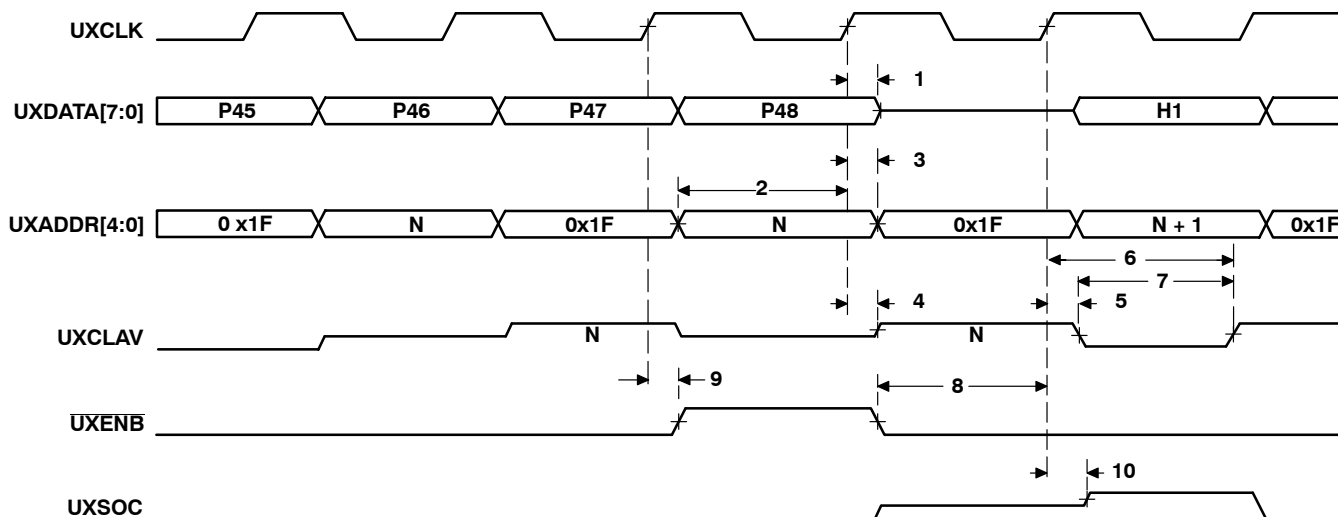 UXCLK
1
UXDATA[7:0] P45 P46 P47 P48 H1
3
2
UXADDR[4:0] 0 x1F N 0x1F N 0x1F N + 1 0x1F
6
7
4 5
UXCLAV N N
9 8
UXENB
10
UXSOC